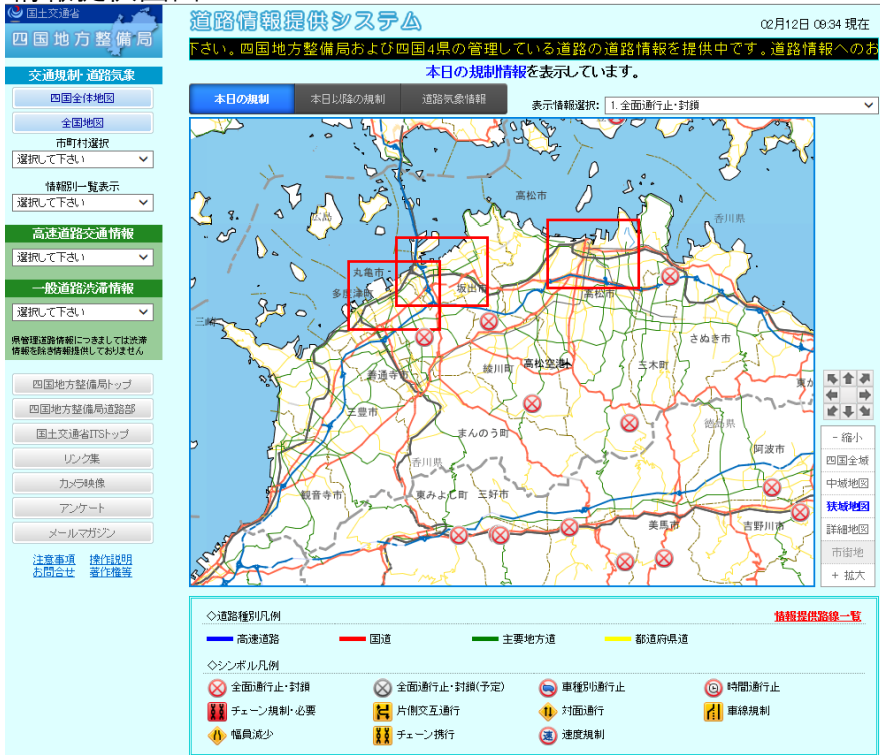 国土交通省
四国地方整備局
道路情報提供システム
02月12日 09:34 現在
下さい。四国地方整備局および四国4県の管理している道路の道路情報を提供中です。道路情報へのお
本日の規制情報を表示しています。
交通規制・道路気象
四国全体地図
全国地図
市町村選択
選択して下さい
情報別一覧表示
選択して下さい
高速道路交通情報
選択して下さい
一般道路渋滞情報
選択して下さい
県管理道路情報につきましては渋滞
情報を除き情報提供しておりません
四国地方整備局トップ
四国地方整備局道路部
国土交通省ITSトップ
リンク集
カメラ映像
アンケート
メールマガジン
注意事項 操作説明
お問合せ 著作権等
本日の規制 本日以降の規制 道路気象情報
表示情報選択: 1. 全面通行止・封鎖
高松市
香川県
広島
丸亀市
多度津町
坂出市
高松市
三崎
さぬき市
善通寺市
綾川町
高松空港
三木町
東か
三豊市
まんのう町
徳島県
香川県
阿波市
観音寺市
東みよし町
三好市
美馬市
吉野川市
- 縮小
四国全域
中域地図
狭域地図
詳細地図
市街地
+ 拡大
◇道路種別凡例
情報提供路線一覧
高速道路 国道 主要地方道 都道府県道
◇シンボル凡例
全面通行止・封鎖 全面通行止・封鎖(予定) 車種別通行止 時間通行止
チェーン規制・必要 片側交互通行 対面通行 車線規制
幅員減少 チェーン携行 速度規制